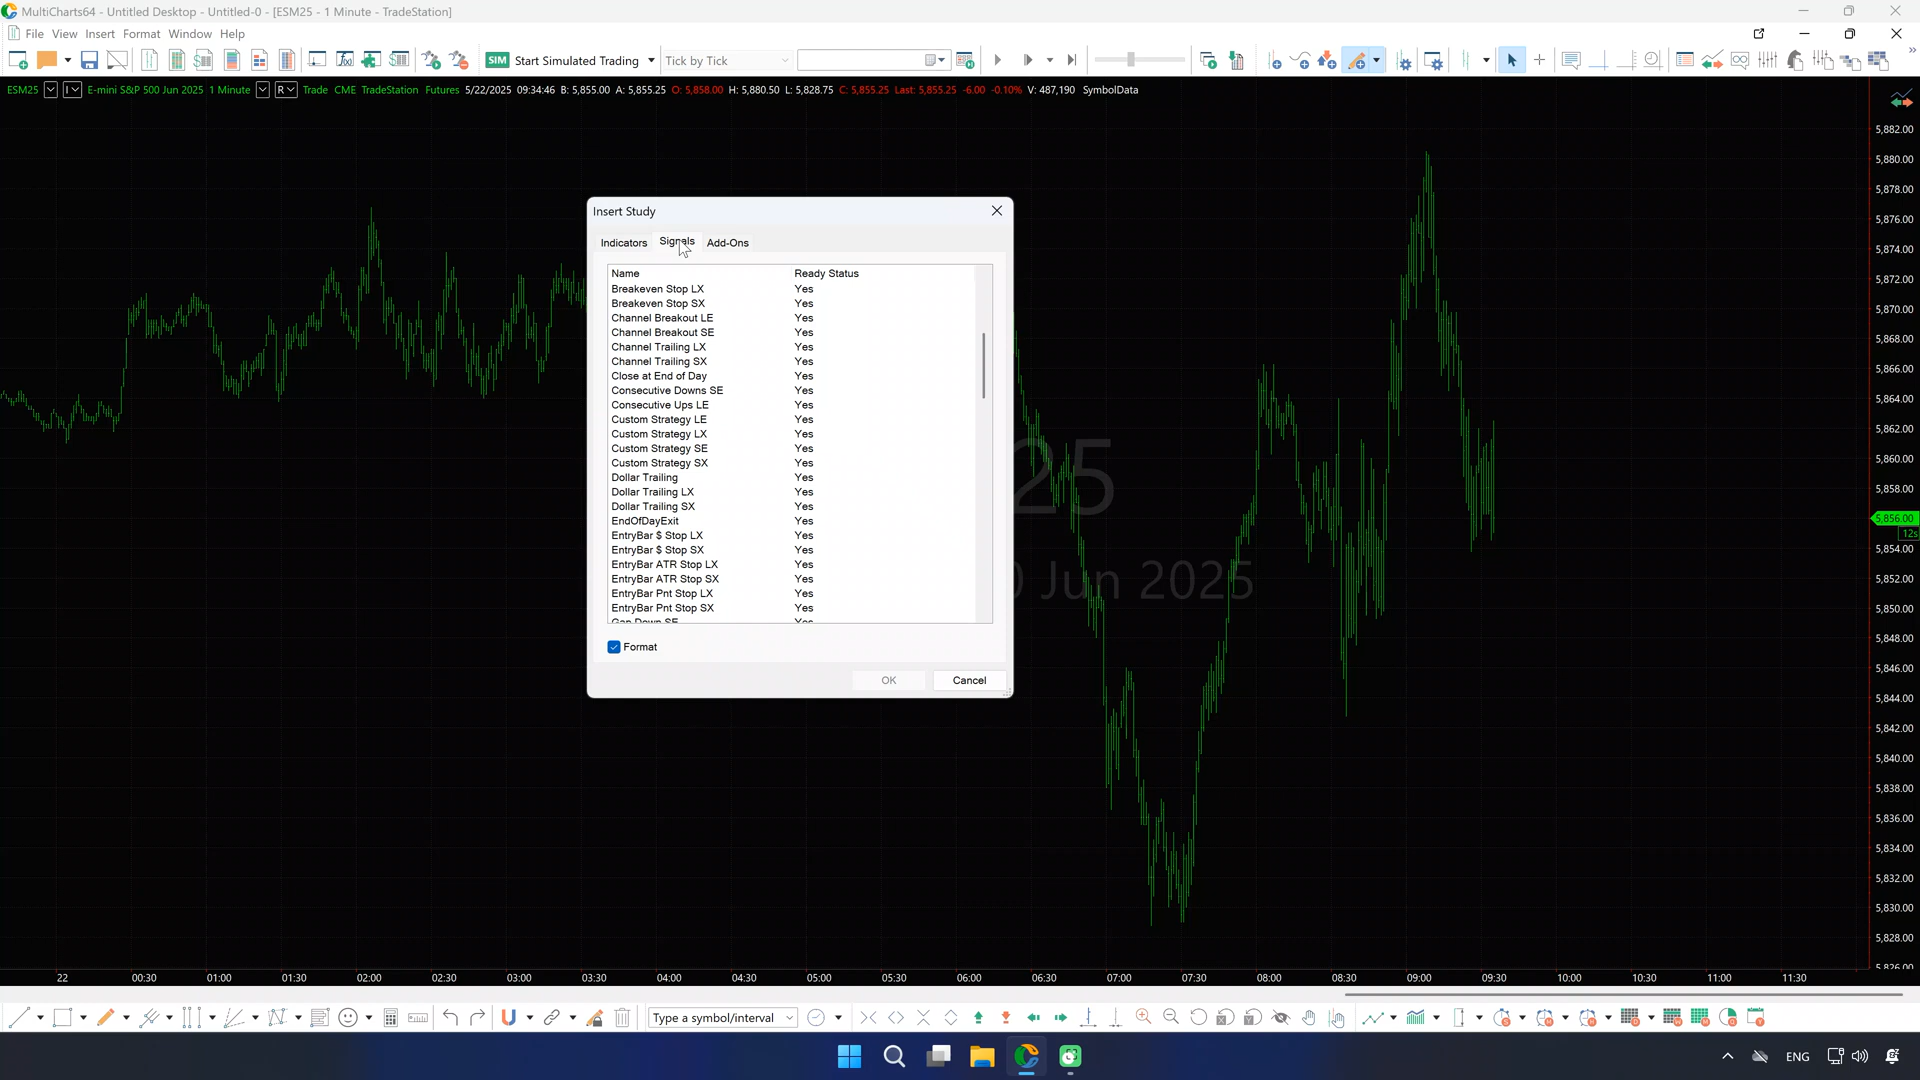 MultiCharts64 - Untitled Desktop - Untitled-0 - [ESM25 - 1 Minute - TradeStation]
File View Insert Format Window Help
SIM Start Simulated Trading Tick by Tick
ESM25 I E-mini S&P 500 Jun 2025 1 Minute R Trade CME TradeStation Futures 5/22/2025 09:34:46 B: 5,855.00 A: 5,855.25 O: 5,858.00 H: 5,880.50 L: 5,828.75 C: 5,855.25 Last: 5,855.25 -6.00 -0.10% V: 487,190 SymbolData
Insert Study
Indicators Signals Add-Ons
Name Ready Status
Breakeven Stop LX Yes
Breakeven Stop SX Yes
Channel Breakout LE Yes
Channel Breakout SE Yes
Channel Trailing LX Yes
Channel Trailing SX Yes
Close at End of Day Yes
Consecutive Downs SE Yes
Consecutive Ups LE Yes
Custom Strategy LE Yes
Custom Strategy LX Yes
Custom Strategy SE Yes
Custom Strategy SX Yes
Dollar Trailing Yes
Dollar Trailing LX Yes
Dollar Trailing SX Yes
EndOfDayExit Yes
EntryBar $ Stop LX Yes
EntryBar $ Stop SX Yes
EntryBar ATR Stop LX Yes
EntryBar ATR Stop SX Yes
EntryBar Pnt Stop LX Yes
EntryBar Pnt Stop SX Yes
Gap Down SE Yes
Format
OK Cancel
25
0 Jun 2025
5,882.00
5,880.00
5,878.00
5,876.00
5,874.00
5,872.00
5,870.00
5,868.00
5,866.00
5,864.00
5,862.00
5,860.00
5,858.00
5,856.00
12s
5,854.00
5,852.00
5,850.00
5,848.00
5,846.00
5,844.00
5,842.00
5,840.00
5,838.00
5,836.00
5,834.00
5,832.00
5,830.00
5,828.00
5,826.00
22 00:30 01:00 01:30 02:00 02:30 03:00 03:30 04:00 04:30 05:00 05:30 06:00 06:30 07:00 07:30 08:00 08:30 09:00 09:30 10:00 10:30 11:00 11:30
Type a symbol/interval
ENG